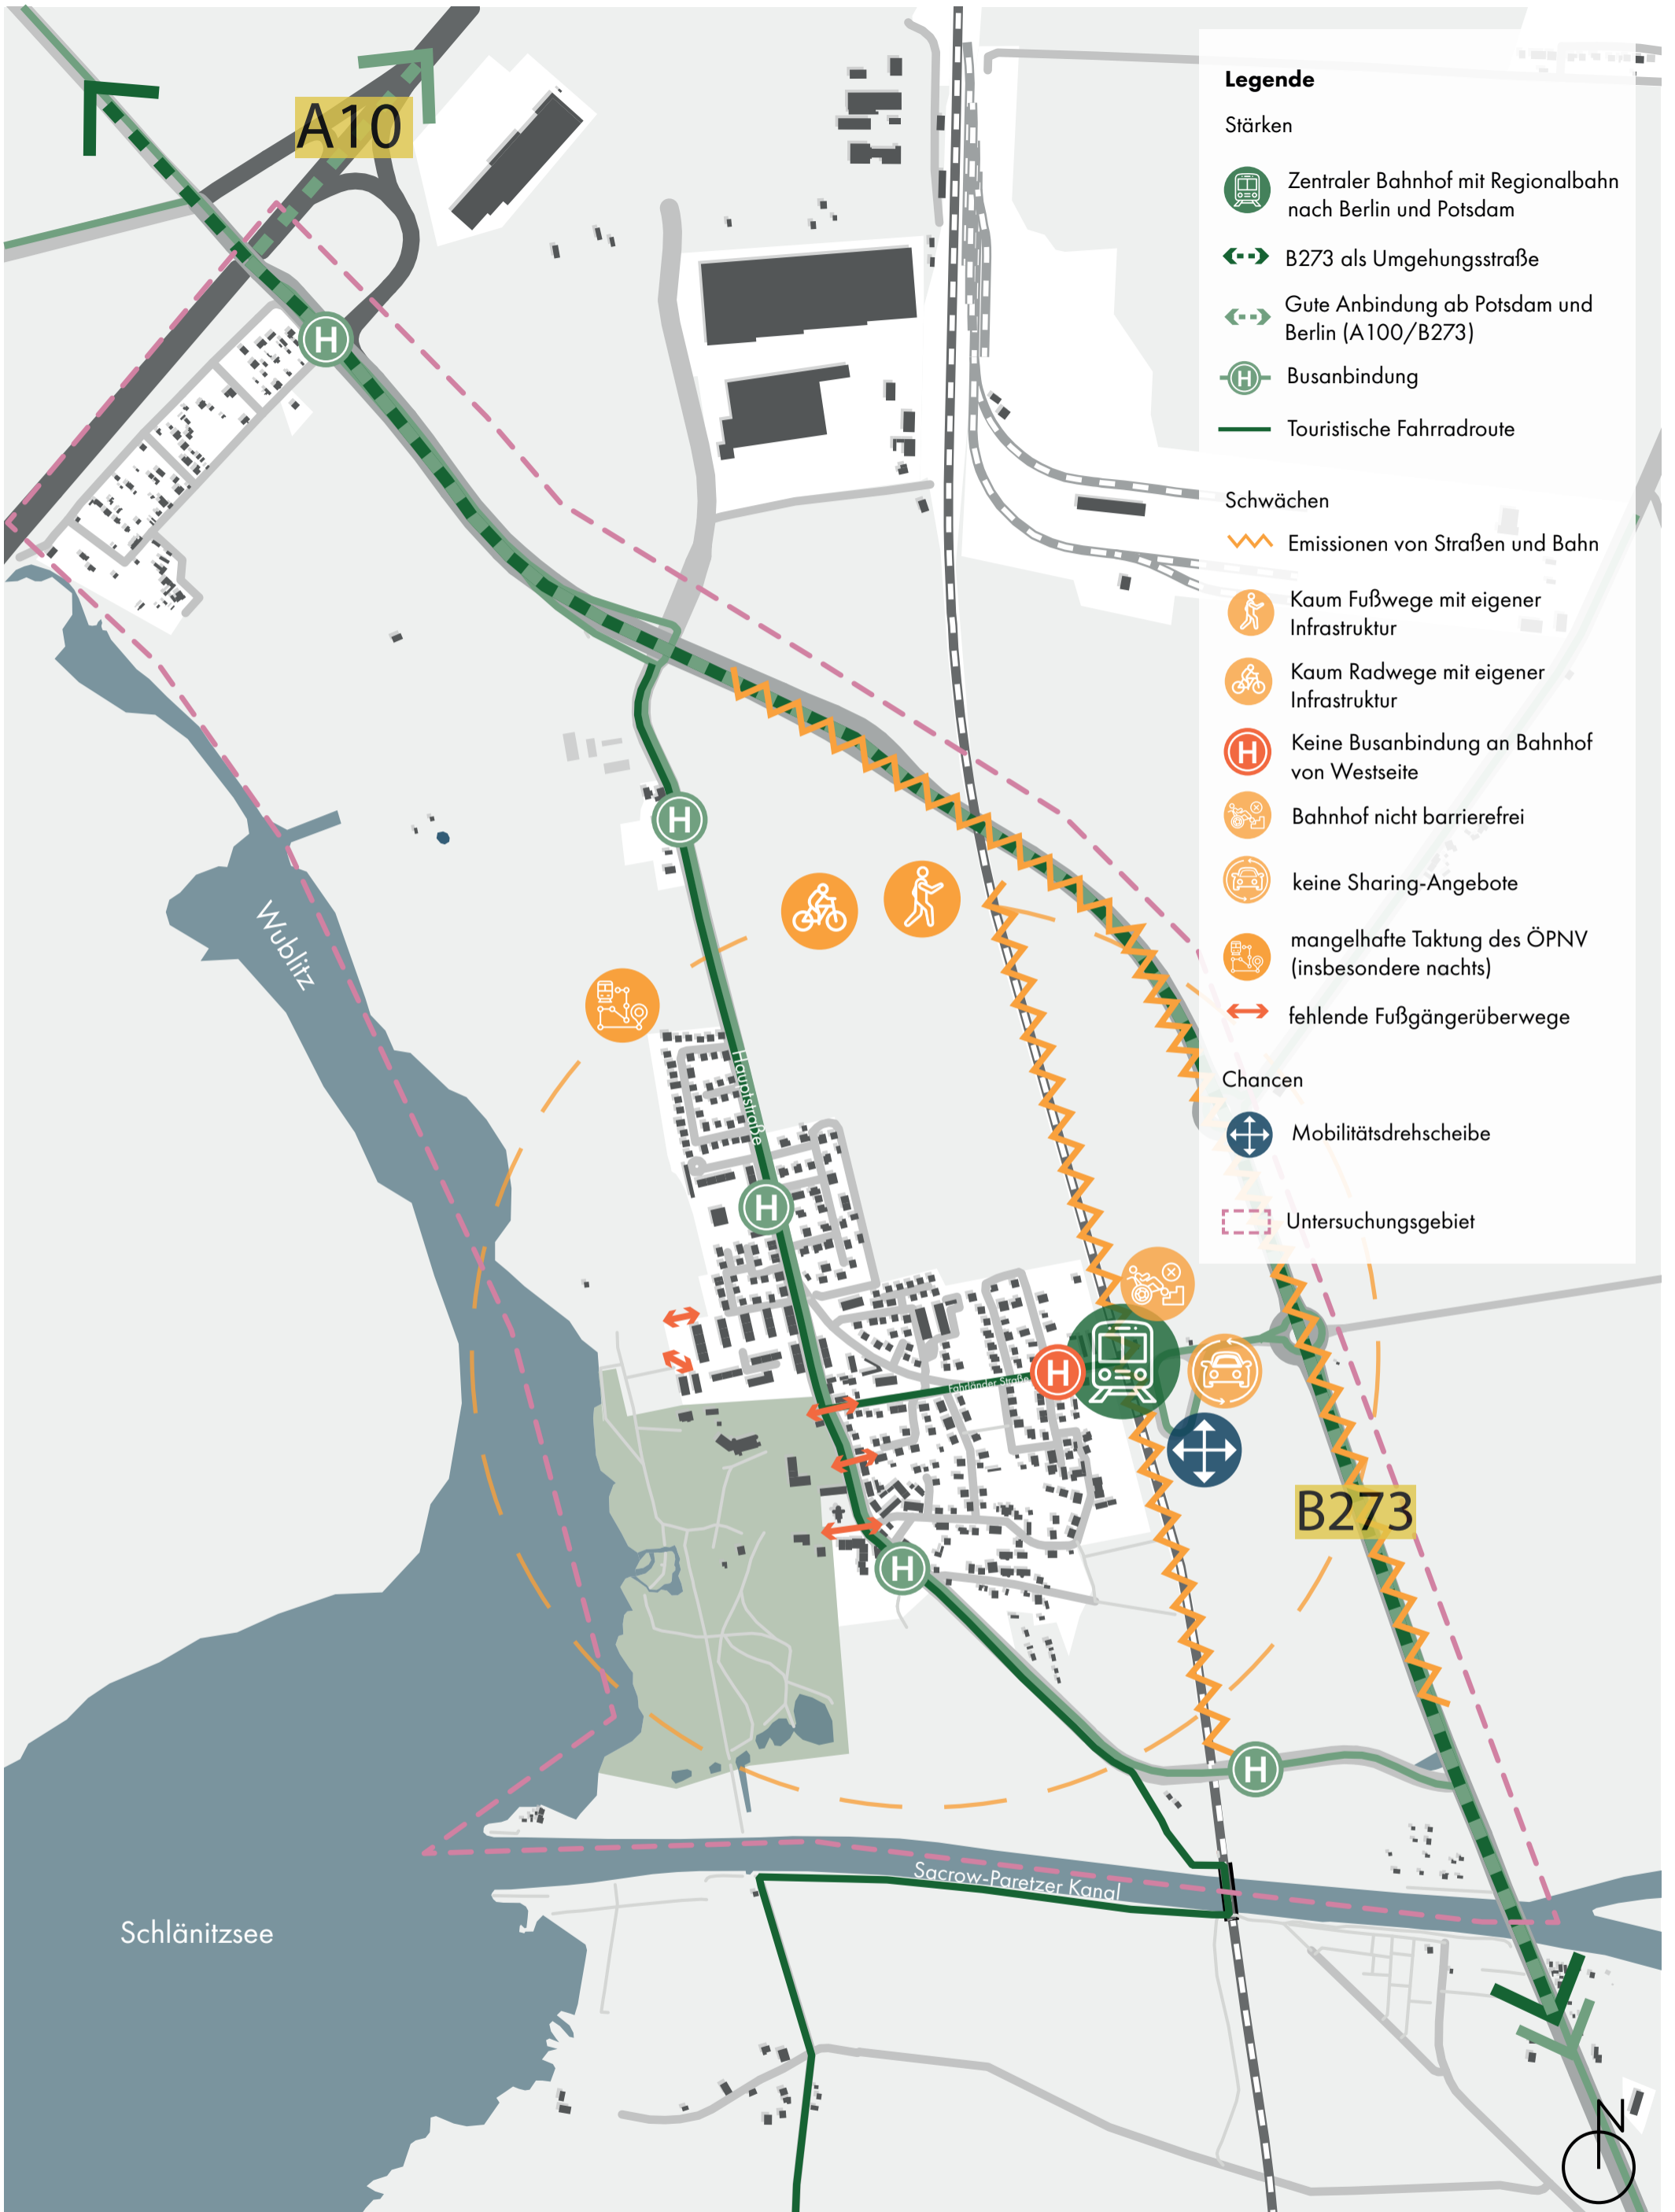 A10
Legende
Stärken
Zentraler Bahnhof mit Regionalbahn
nach Berlin und Potsdam
B273 als Umgehungsstraße
Gute Anbindung ab Potsdam und
Berlin (A100/B273)
H
Busanbindung
Touristische Fahrradroute
Schwächen
Emissionen von Straßen und Bahn
Kaum Fußwege mit eigener
Infrastruktur
Kaum Radwege mit eigener
Infrastruktur
H
Keine Busanbindung an Bahnhof
von Westseite
Bahnhof nicht barrierefrei
keine Sharing-Angebote
mangelhafte Taktung des ÖPNV
(insbesondere nachts)
fehlende Fußgängerüberwege
Chancen
Mobilitätsdrehscheibe
Untersuchungsgebiet
H
H
Wublitz
Hauptstraße
H
H
Fahrländer Straße
B273
H
H
Sacrow-Paretzer Kanal
Schlänitzsee
N